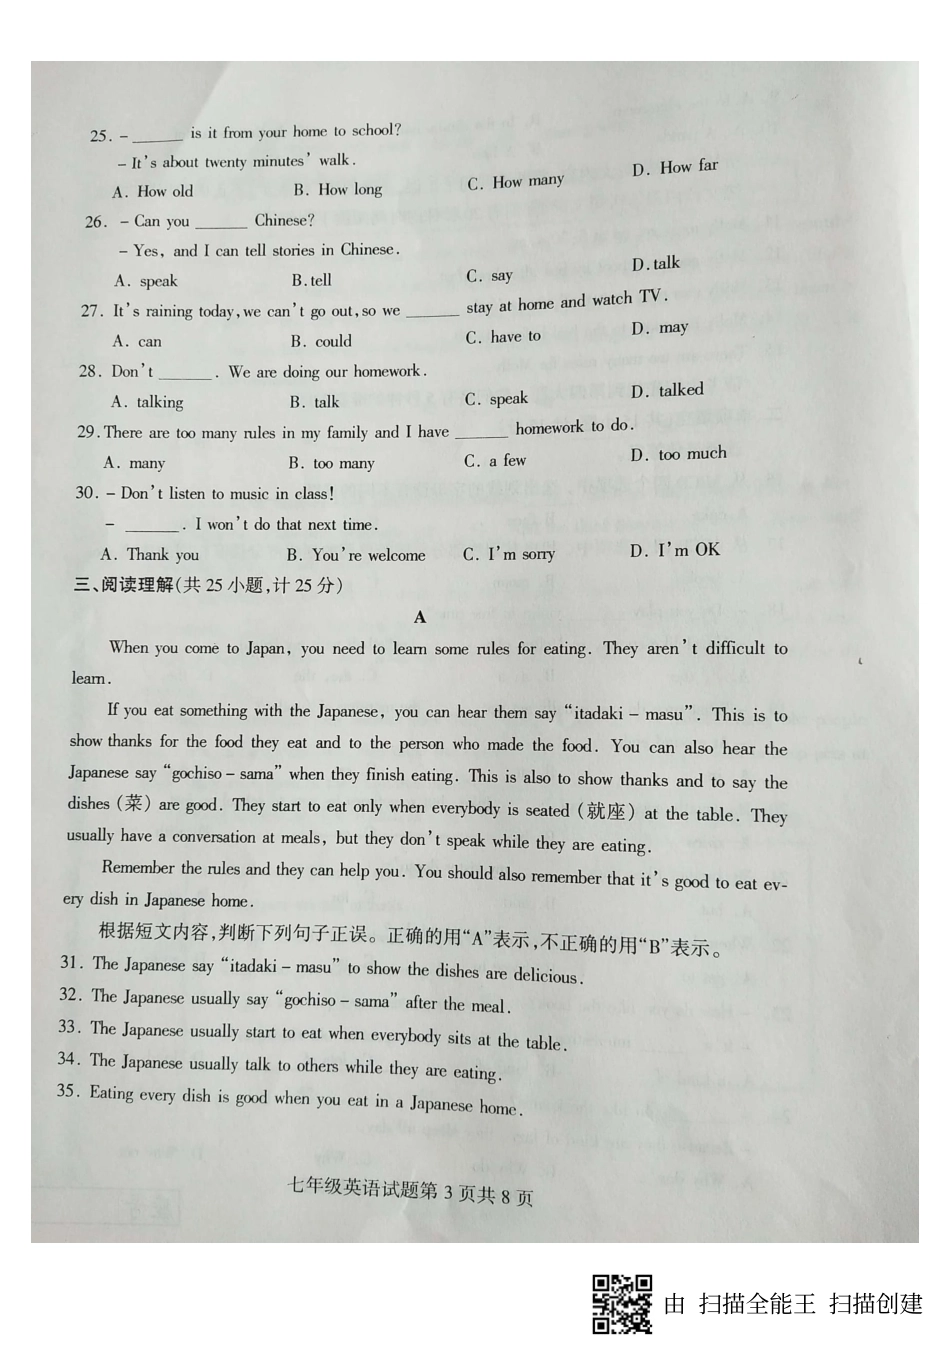 25. - ______ is it from your home to school?
- It's about twenty minutes' walk.
A. How old B. How long C. How many D. How far
26. - Can you ______ Chinese?
- Yes, and I can tell stories in Chinese.
A. speak B. tell C. say D. talk
27. It's raining today, we can't go out, so we ______ stay at home and watch TV.
A. can B. could C. have to D. may
28. Don't ______. We are doing our homework.
A. talking B. talk C. speak D. talked
29. There are too many rules in my family and I have ______ homework to do.
A. many B. too many C. a few D. too much
30. - Don't listen to music in class!
- ______. I won't do that next time.
A. Thank you B. You're welcome C. I'm sorry D. I'm OK
三、阅读理解(共 25 小题,计 25 分)
A
When you come to Japan, you need to learn some rules for eating. They aren't difficult to
learn.
If you eat something with the Japanese, you can hear them say “itadaki - masu”. This is to
show thanks for the food they eat and to the person who made the food. You can also hear the
Japanese say “gochiso - sama” when they finish eating. This is also to show thanks and to say the
dishes (菜) are good. They start to eat only when everybody is seated (就座) at the table. They
usually have a conversation at meals, but they don't speak while they are eating.
Remember the rules and they can help you. You should also remember that it's good to eat ev-
ery dish in Japanese home.
根据短文内容,判断下列句子正误。正确的用“A”表示,不正确的用“B”表示。
31. The Japanese say “itadaki - masu” to show the dishes are delicious.
32. The Japanese usually say “gochiso - sama” after the meal.
33. The Japanese usually start to eat when everybody sits at the table.
34. The Japanese usually talk to others while they are eating.
35. Eating every dish is good when you eat in a Japanese home.
七年级英语试题第 3 页共 8 页
由 扫描全能王 扫描创建